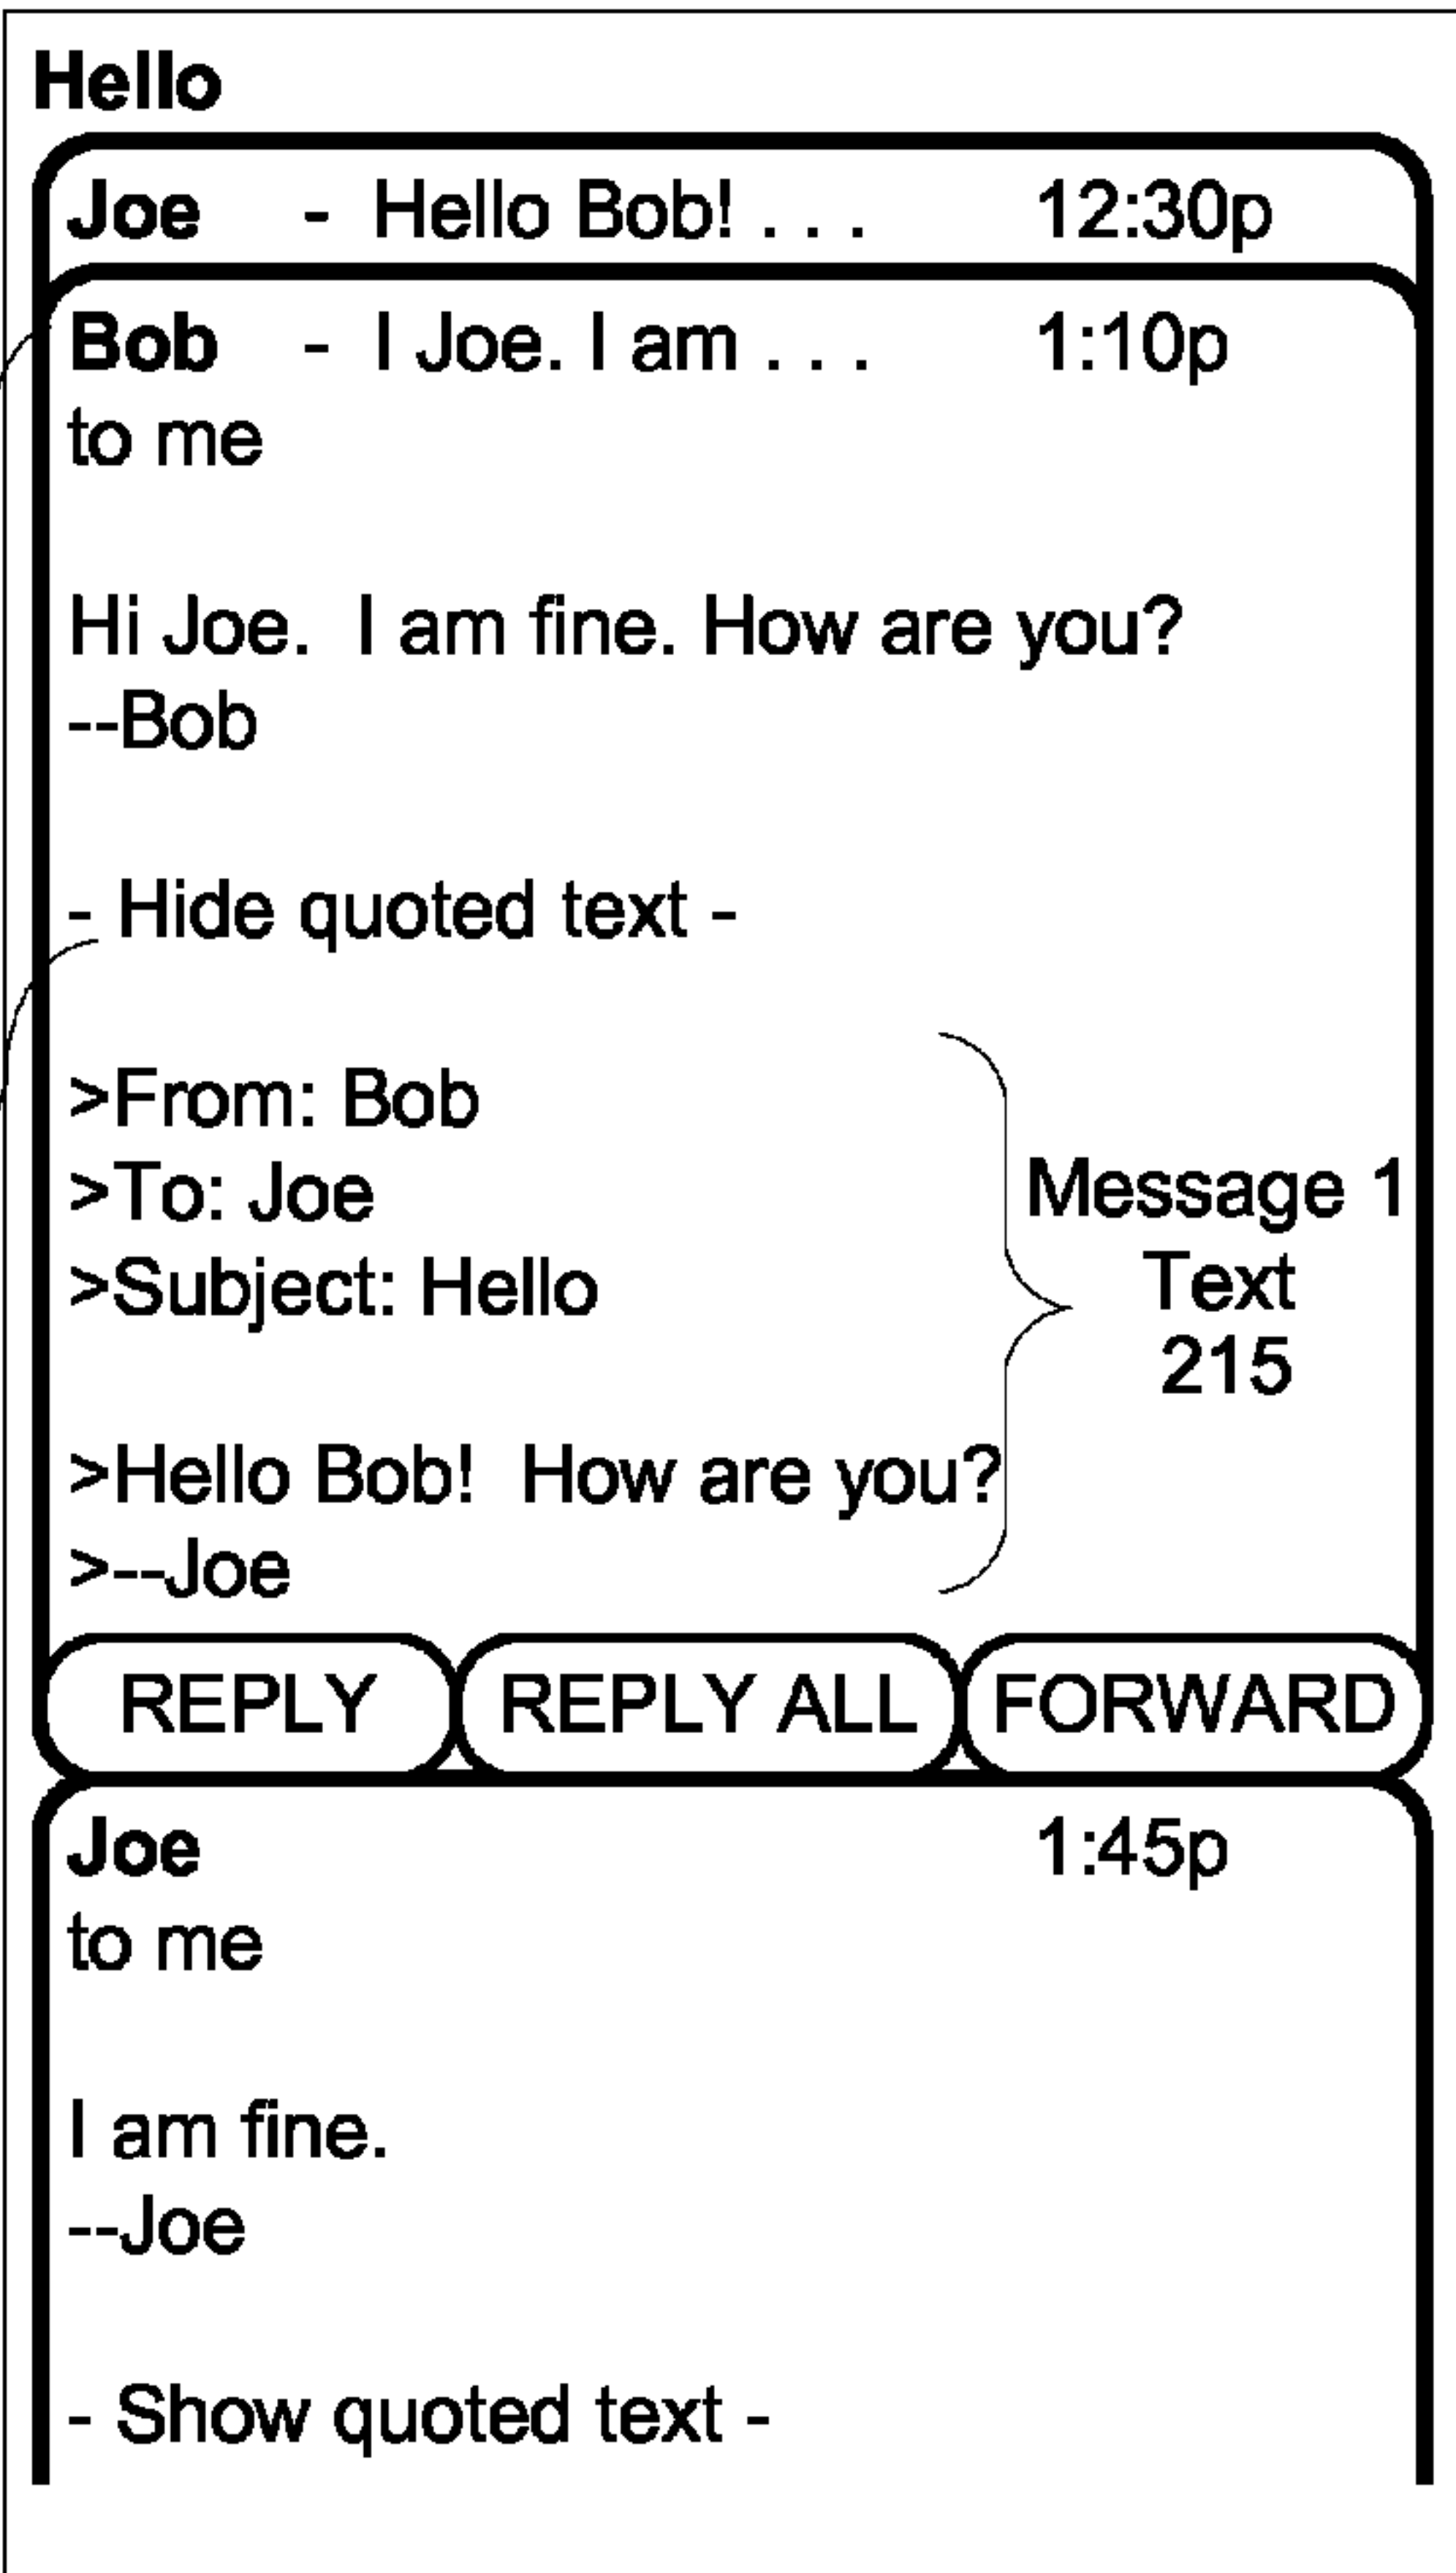 Hello
Joe - Hello Bob! . . . 12:30p
Bob - I Joe. I am . . . 1:10p
to me
Hi Joe. I am fine. How are you?
--Bob
- Hide quoted text -
>From: Bob
>To: Joe
>Subject: Hello
>Hello Bob! How are you?
>--Joe
Message 1
Text
215
REPLY REPLY ALL FORWARD
Joe 1:45p
to me
I am fine.
--Joe
- Show quoted text -